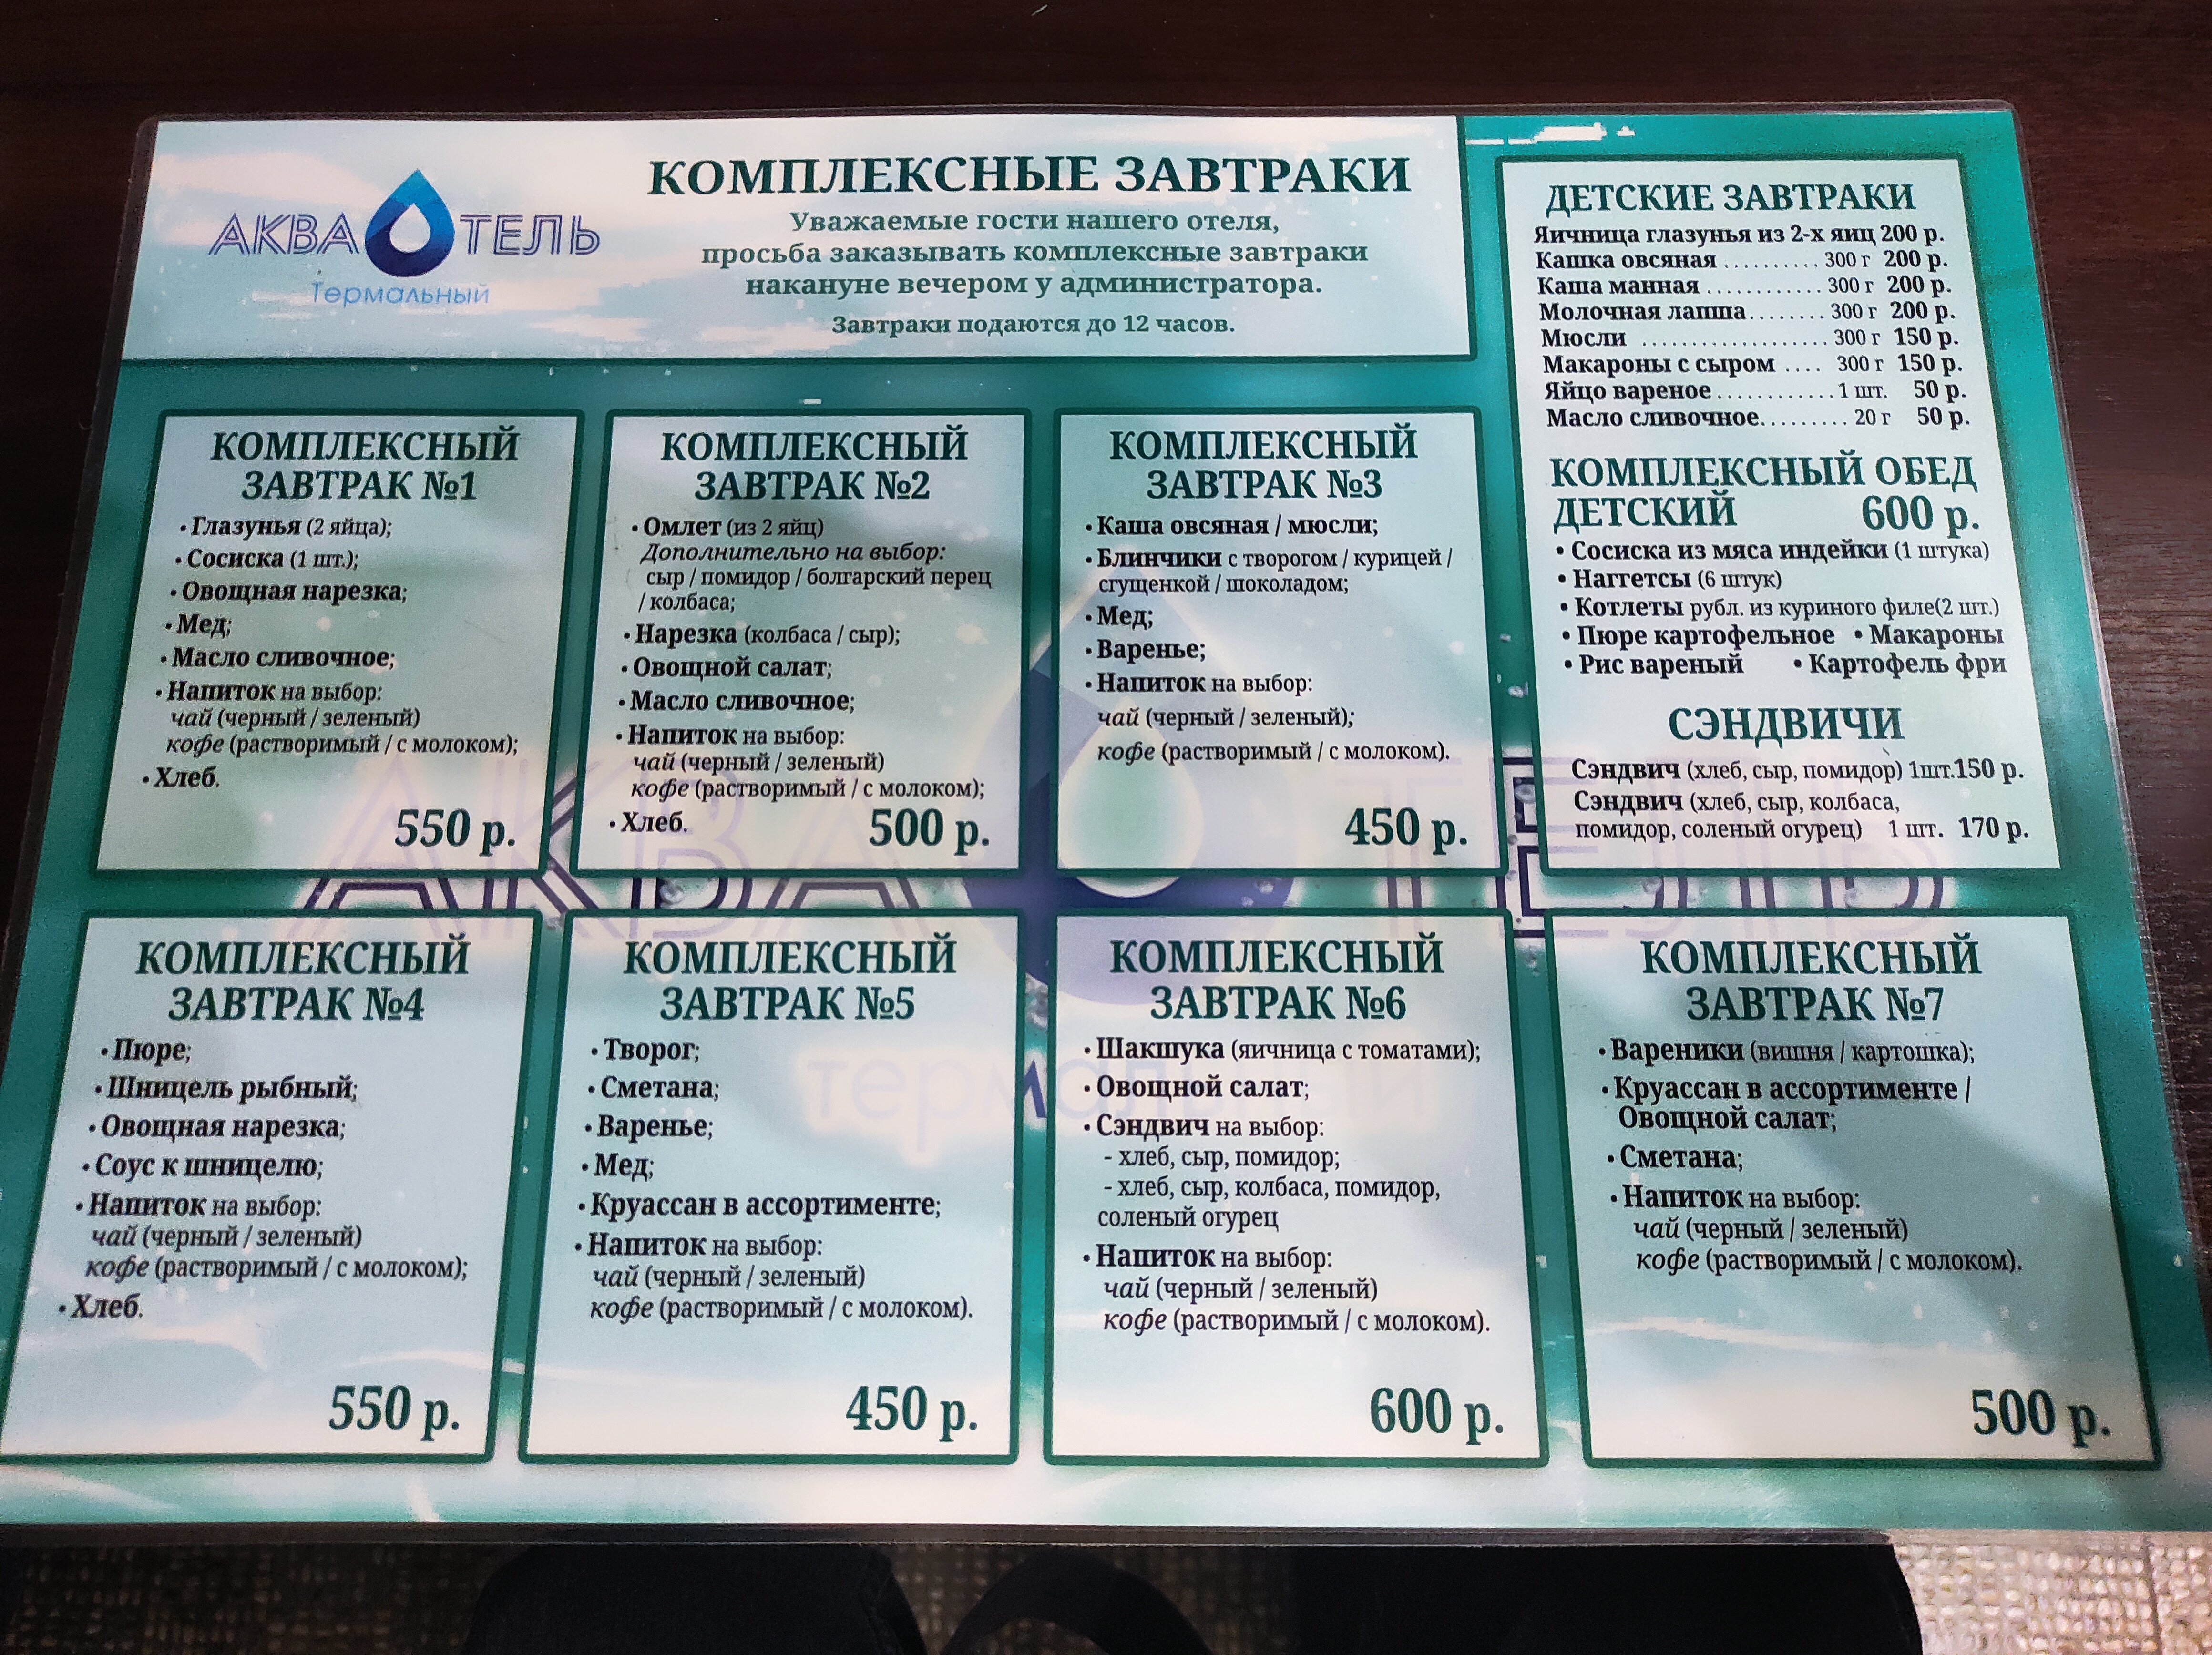 АКВА ТЕЛЬ
Термальный
КОМПЛЕКСНЫЕ ЗАВТРАКИ
Уважаемые гости нашего отеля,
просьба заказывать комплексные завтраки
накануне вечером у администратора.
Завтраки подаются до 12 часов.
ДЕТСКИЕ ЗАВТРАКИ
Яичница глазунья из 2-х яиц 200 р.
Кашка овсяная .......... 300 г 200 р.
Каша манная ............ 300 г 200 р.
Молочная лапша........ 300 г 200 р.
Мюсли ................... 300 г 150 р.
Макароны с сыром .... 300 г 150 р.
Яйцо вареное ............ 1 шт. 50 р.
Масло сливочное......... 20 г 50 р.
КОМПЛЕКСНЫЙ ОБЕД
ДЕТСКИЙ 600 р.
• Сосиска из мяса индейки (1 штука)
• Наггетсы (6 штук)
• Котлеты рубл. из куриного филе(2 шт.)
• Пюре картофельное • Макароны
• Рис вареный • Картофель фри
СЭНДВИЧИ
Сэндвич (хлеб, сыр, помидор) 1шт.150 р.
Сэндвич (хлеб, сыр, колбаса,
помидор, соленый огурец) 1 шт. 170 р.
КОМПЛЕКСНЫЙ
ЗАВТРАК №1
• Глазунья (2 яйца);
• Сосиска (1 шт.);
• Овощная нарезка;
• Мед;
• Масло сливочное;
• Напиток на выбор:
чай (черный / зеленый)
кофе (растворимый / с молоком);
• Хлеб.
550 р.
КОМПЛЕКСНЫЙ
ЗАВТРАК №2
• Омлет (из 2 яйц)
Дополнительно на выбор:
сыр / помидор / болгарский перец
/ колбаса;
• Нарезка (колбаса / сыр);
• Овощной салат;
• Масло сливочное;
• Напиток на выбор:
чай (черный / зеленый)
кофе (растворимый / с молоком);
• Хлеб.
500 р.
КОМПЛЕКСНЫЙ
ЗАВТРАК №3
• Каша овсяная / мюсли;
• Блинчики с творогом / курицей /
сгущенкой / шоколадом;
• Мед;
• Варенье;
• Напиток на выбор:
чай (черный / зеленый);
кофе (растворимый / с молоком).
450 р.
АКВА ТЕЛЬ
термальный
КОМПЛЕКСНЫЙ
ЗАВТРАК №4
• Пюре;
• Шницель рыбный;
• Овощная нарезка;
• Соус к шницелю;
• Напиток на выбор:
чай (черный / зеленый)
кофе (растворимый / с молоком);
• Хлеб.
550 р.
КОМПЛЕКСНЫЙ
ЗАВТРАК №5
• Творог;
• Сметана;
• Варенье;
• Мед;
• Круассан в ассортименте;
• Напиток на выбор:
чай (черный / зеленый)
кофе (растворимый / с молоком).
450 р.
КОМПЛЕКСНЫЙ
ЗАВТРАК №6
• Шакшука (яичница с томатами);
• Овощной салат;
• Сэндвич на выбор:
- хлеб, сыр, помидор;
- хлеб, сыр, колбаса, помидор,
соленый огурец
• Напиток на выбор:
чай (черный / зеленый)
кофе (растворимый / с молоком).
600 р.
КОМПЛЕКСНЫЙ
ЗАВТРАК №7
• Вареники (вишня / картошка);
• Круассан в ассортименте /
Овощной салат;
• Сметана;
• Напиток на выбор:
чай (черный / зеленый)
кофе (растворимый / с молоком).
500 р.